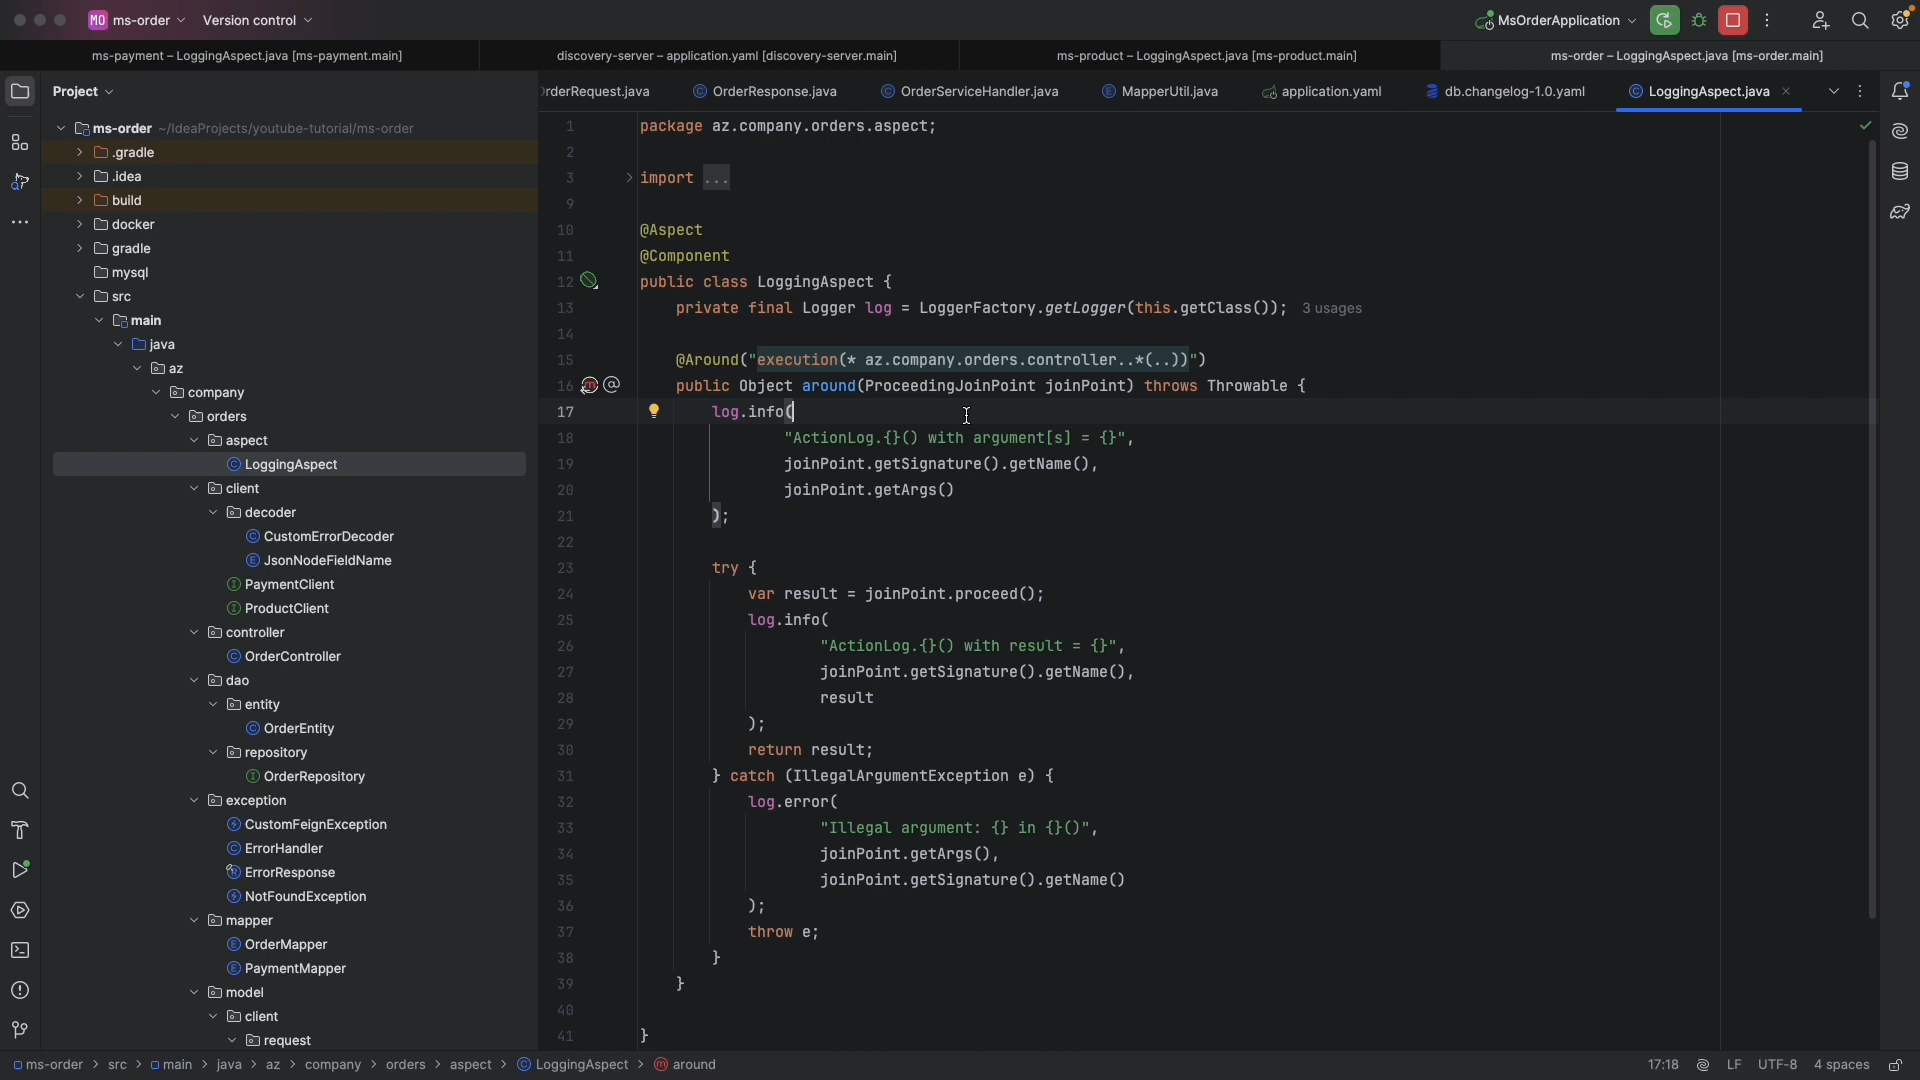 MO ms-order Version control MsOrderApplication
ms-payment – LoggingAspect.java [ms-payment.main] discovery-server – application.yaml [discovery-server.main] ms-product – LoggingAspect.java [ms-product.main] ms-order – LoggingAspect.java [ms-order.main]
Project
rderRequest.java OrderResponse.java OrderServiceHandler.java MapperUtil.java application.yaml db.changelog-1.0.yaml LoggingAspect.java
ms-order ~/IdeaProjects/youtube-tutorial/ms-order
.gradle
.idea
build
docker
gradle
mysql
src
main
java
az
company
orders
aspect
LoggingAspect
client
decoder
CustomErrorDecoder
JsonNodeFieldName
PaymentClient
ProductClient
controller
OrderController
dao
entity
OrderEntity
repository
OrderRepository
exception
CustomFeignException
ErrorHandler
ErrorResponse
NotFoundException
mapper
OrderMapper
PaymentMapper
model
client
request
1 package az.company.orders.aspect;
2
3 import ...
9
10 @Aspect
11 @Component
12 public class LoggingAspect {
13 private final Logger log = LoggerFactory.getLogger(this.getClass()); 3 usages
14
15 @Around("execution(* az.company.orders.controller..*(..))")
16 public Object around(ProceedingJoinPoint joinPoint) throws Throwable {
17 log.info(
18 "ActionLog.{}() with argument[s] = {}",
19 joinPoint.getSignature().getName(),
20 joinPoint.getArgs()
21 );
22
23 try {
24 var result = joinPoint.proceed();
25 log.info(
26 "ActionLog.{}() with result = {}",
27 joinPoint.getSignature().getName(),
28 result
29 );
30 return result;
31 } catch (IllegalArgumentException e) {
32 log.error(
33 "Illegal argument: {} in {}()",
34 joinPoint.getArgs(),
35 joinPoint.getSignature().getName()
36 );
37 throw e;
38 }
39 }
40
41 }
ms-order > src > main > java > az > company > orders > aspect > LoggingAspect > around 17:18 LF UTF-8 4 spaces